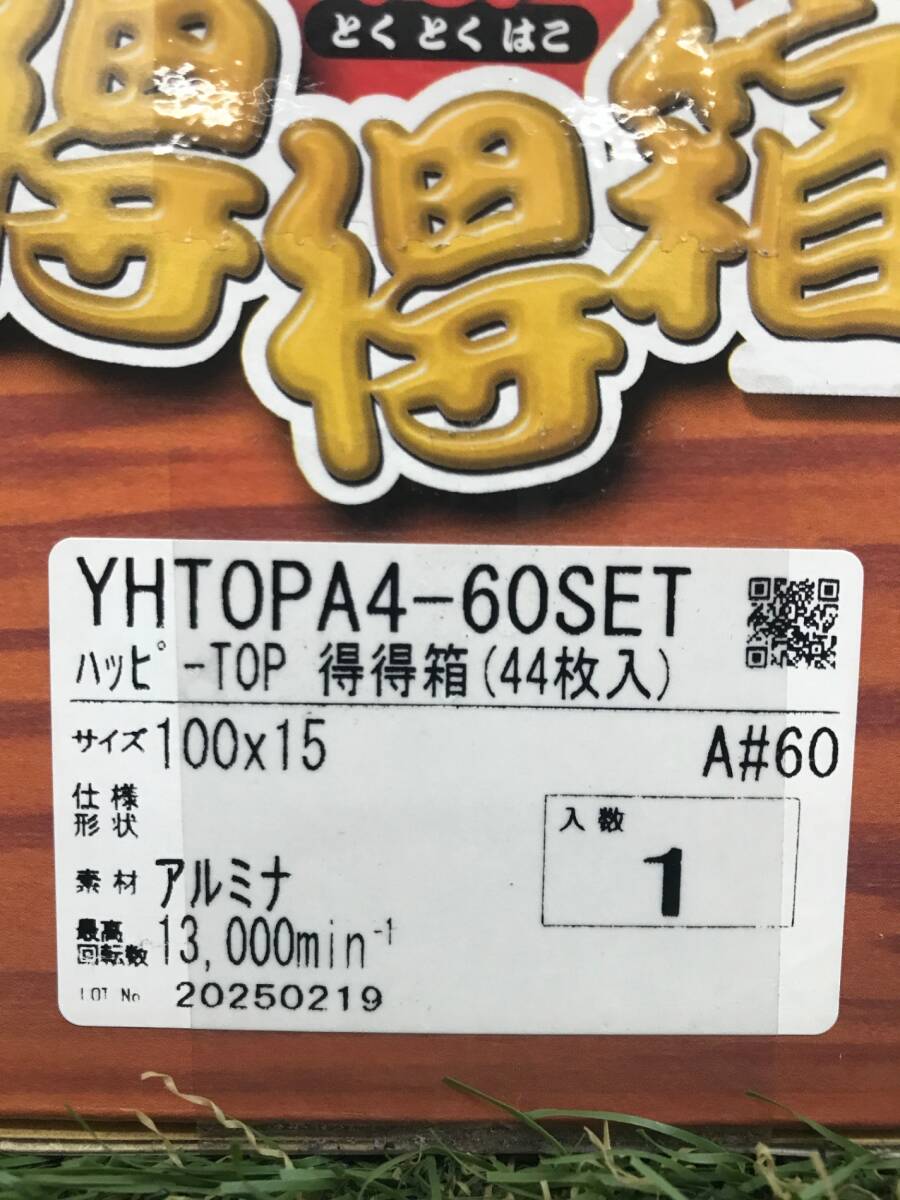 とくとくはこ
得得箱
YHTOPA4-60SET
ハッピ-TOP 得得箱(44枚入)
サイズ 100x15 A#60
仕様
形状
入数
1
素材 アルミナ
最高
回転数 13,000min-1
LOT No 20250219